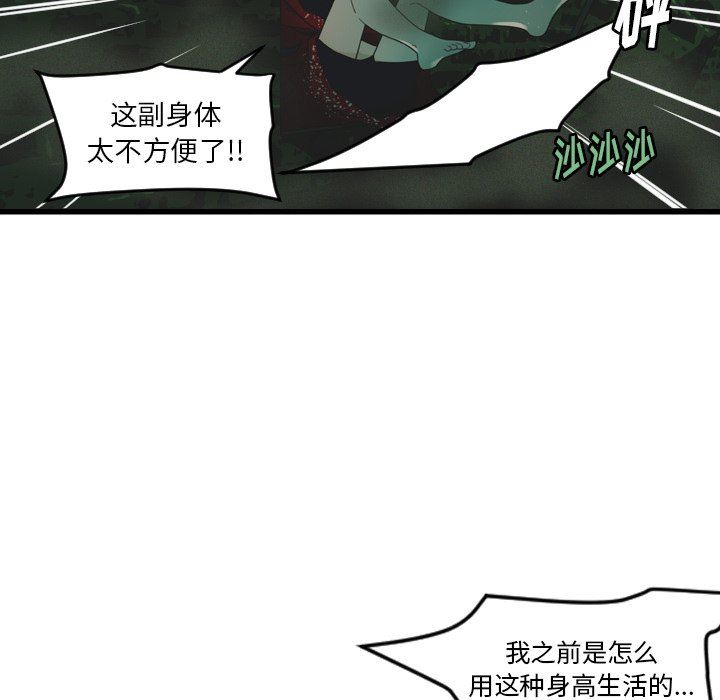 砰
这副身体
太不方便了!!
沙沙沙
我之前是怎么
用这种身高生活的...